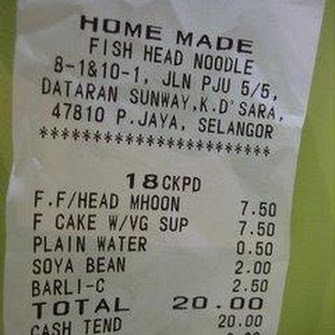 HOME MADE
FISH HEAD NOODLE
8-1&10-1, JLN PJU 5/5,
DATARAN SUNWAY,K.D'SARA,
47810 P.JAYA, SELANGOR
************************
18CKPD
F.F/HEAD MHOON 7.50
F CAKE W/VG SUP 7.50
PLAIN WATER 0.50
SOYA BEAN 2.00
BARLI-C 2.50
TOTAL 20.00
CASH TEND 20.00